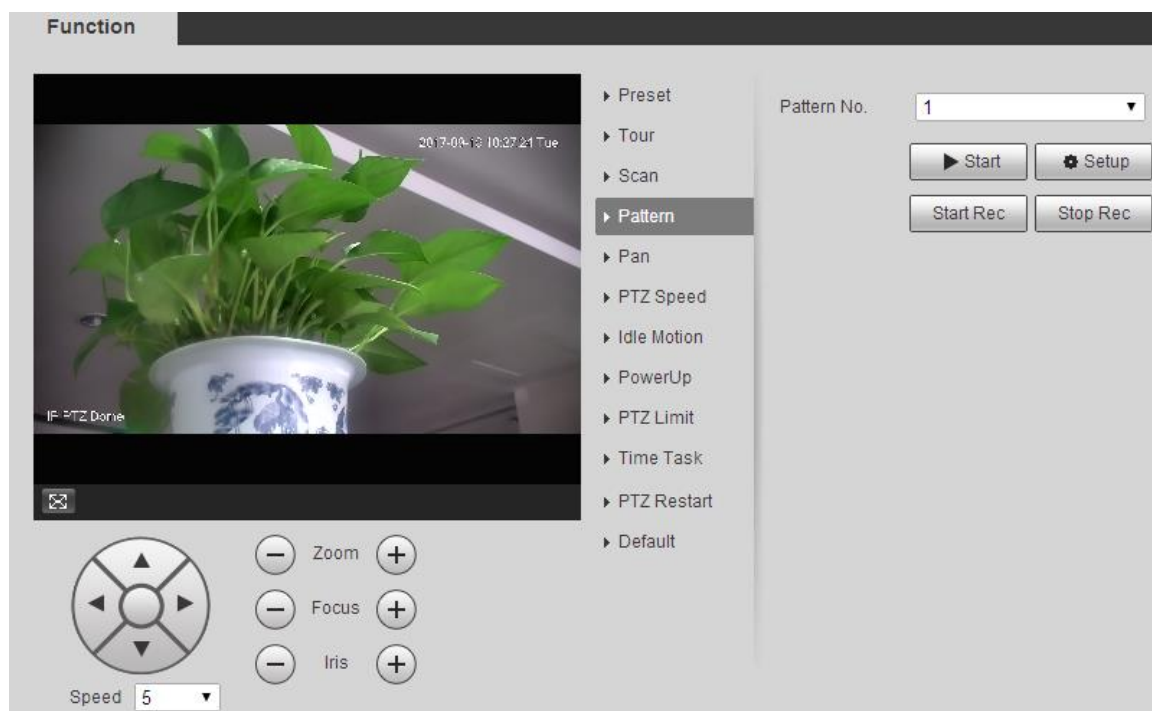 Function
2017-09-19 10:37:21 Tue
IP PTZ Dome
Preset
Tour
Scan
Pattern
Pan
PTZ Speed
Idle Motion
PowerUp
PTZ Limit
Time Task
PTZ Restart
Default
Pattern No. 1
Start Setup
Start Rec Stop Rec
Zoom
Focus
Iris
Speed 5